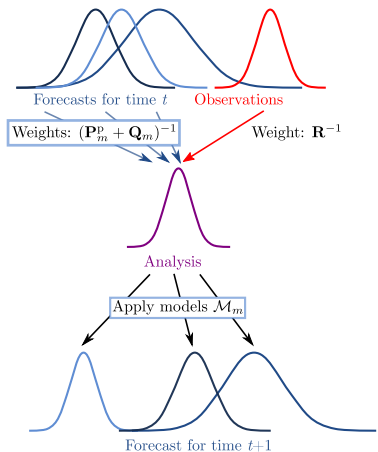 Forecasts for time t
Observations
Weights: (P^p_m + Q_m)^−1
Weight: R^−1
Analysis
Apply models ℳ_m
Forecast for time t+1